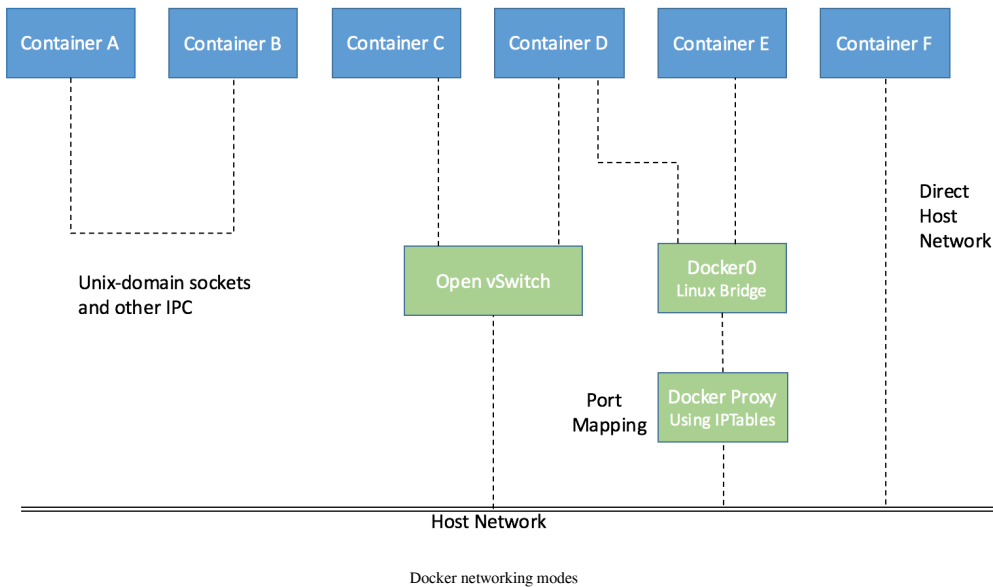 Container A
Container B
Container C
Container D
Container E
Container F
Direct
Host
Network
Unix-domain sockets
and other IPC
Open vSwitch
Docker0
Linux Bridge
Port
Mapping
Docker Proxy
Using IPTables
Host Network
Docker networking modes